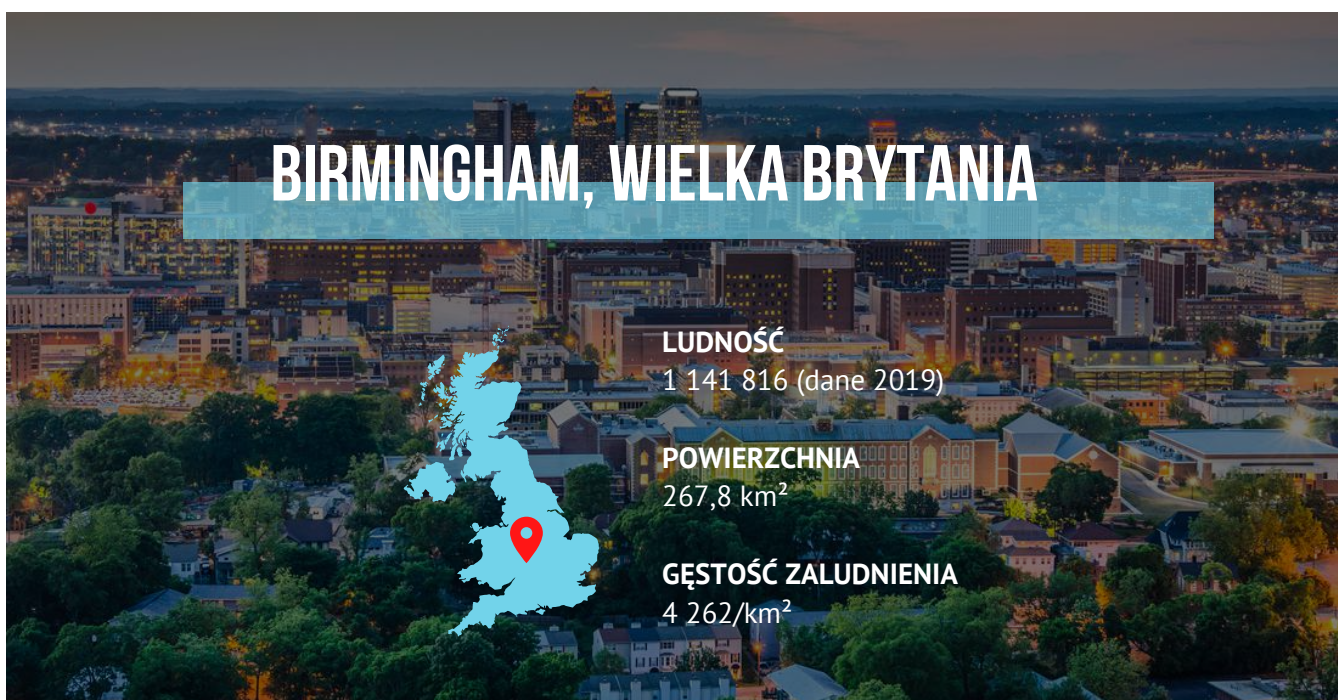 BIRMINGHAM, WIELKA BRYTANIA
LUDNOŚĆ
1 141 816 (dane 2019)
POWIERZCHNIA
267,8 km²
GĘSTOŚĆ ZALUDNIENIA
4 262/km²